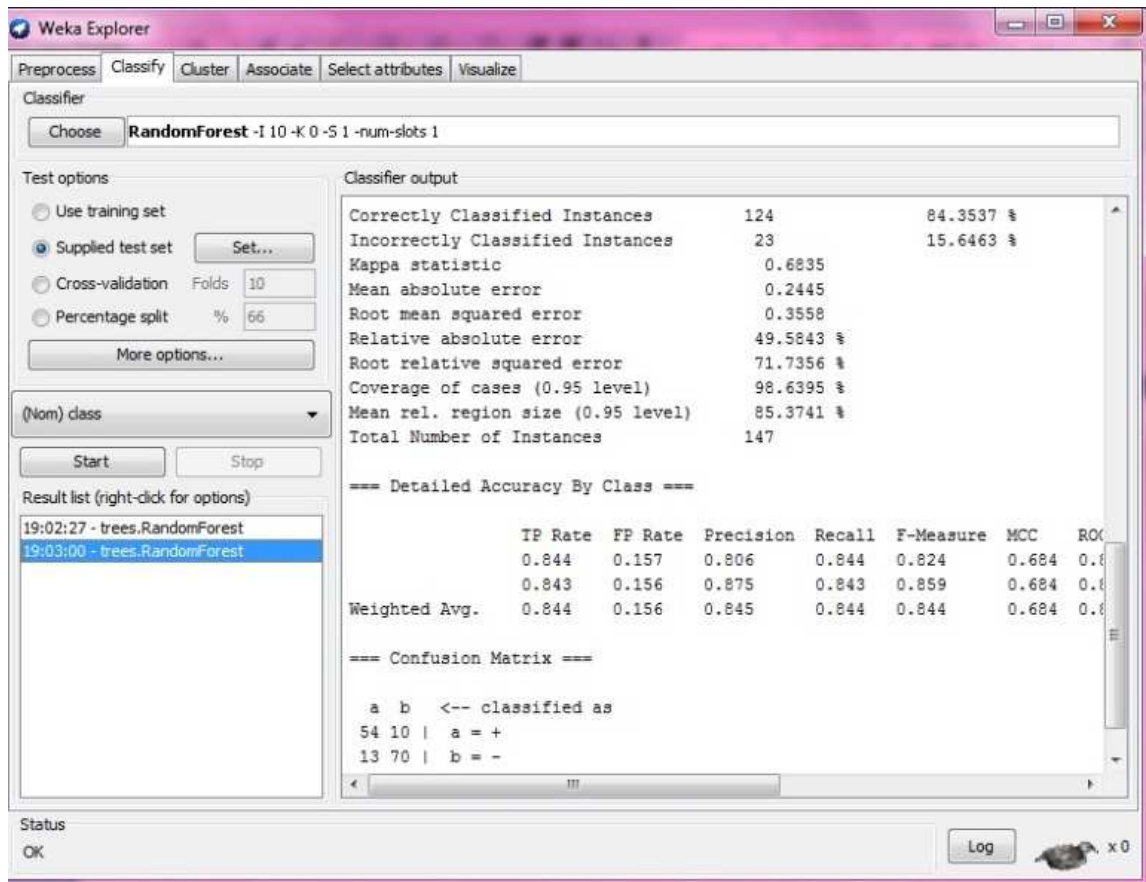 Weka Explorer
Preprocess Classify Cluster Associate Select attributes Visualize
Classifier
Choose RandomForest -I 10 -K 0 -S 1 -num-slots 1
Test options
Use training set
Supplied test set Set...
Cross-validation Folds 10
Percentage split % 66
More options...
(Nom) class
Start Stop
Result list (right-click for options)
19:02:27 - trees.RandomForest
19:03:00 - trees.RandomForest
Classifier output
Correctly Classified Instances 124 84.3537 %
Incorrectly Classified Instances 23 15.6463 %
Kappa statistic 0.6835
Mean absolute error 0.2445
Root mean squared error 0.3558
Relative absolute error 49.5843 %
Root relative squared error 71.7356 %
Coverage of cases (0.95 level) 98.6395 %
Mean rel. region size (0.95 level) 85.3741 %
Total Number of Instances 147
=== Detailed Accuracy By Class ===
TP Rate FP Rate Precision Recall F-Measure MCC
0.844 0.157 0.806 0.844 0.824 0.684
0.843 0.156 0.875 0.843 0.859 0.684
Weighted Avg. 0.844 0.156 0.845 0.844 0.844 0.684
=== Confusion Matrix ===
a b <-- classified as
54 10 | a = +
13 70 | b = -
Status
OK
Log x 0